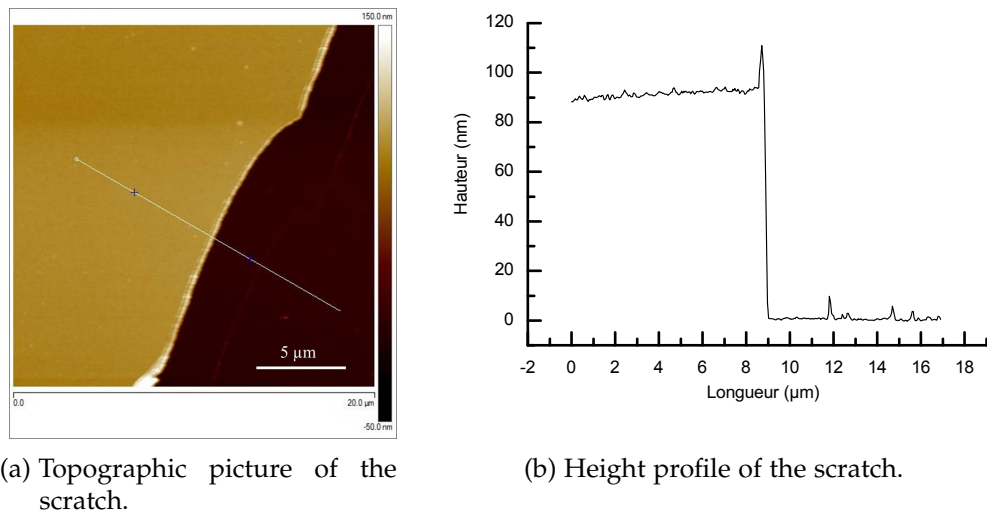 150.0 nm
5 µm
0.0
20.0 µm
-50.0 nm
(a) Topographic picture of the
scratch.
120
100
80
60
40
20
0
Hauteur (nm)
-2 0 2 4 6 8 10 12 14 16 18
Longueur (µm)
(b) Height profile of the scratch.